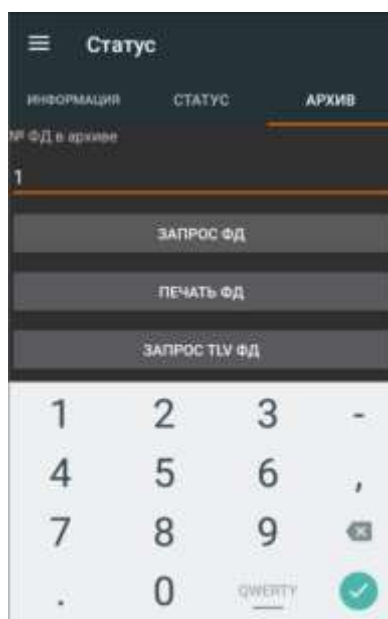 Статус
ИНФОРМАЦИЯ СТАТУС АРХИВ
№ ФД в архиве
1
ЗАПРОС ФД
ПЕЧАТЬ ФД
ЗАПРОС TLV ФД
1 2 3 -
4 5 6 ,
7 8 9
. 0 QWERTY